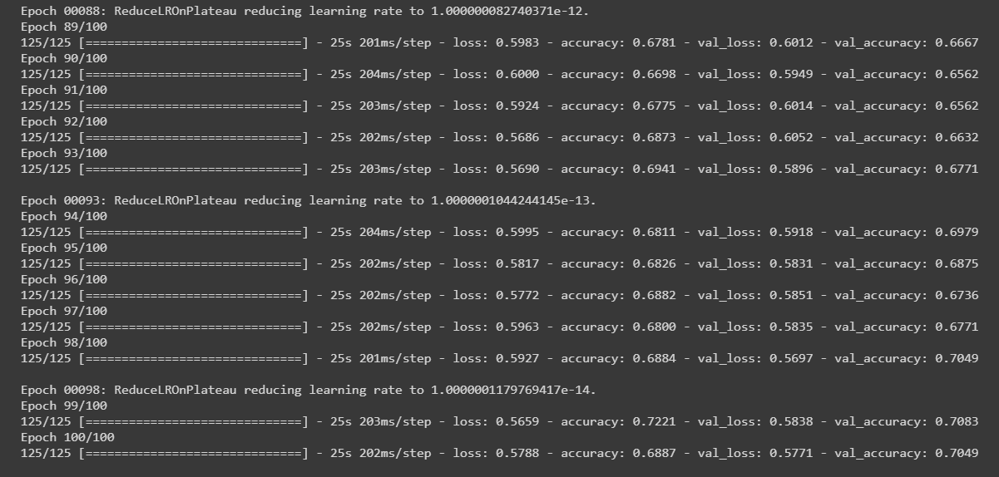 Epoch 00088: ReduceLROnPlateau reducing learning rate to 1.000000082740371e-12.
Epoch 89/100
125/125 [==============================] - 25s 201ms/step - loss: 0.5983 - accuracy: 0.6781 - val_loss: 0.6012 - val_accuracy: 0.6667
Epoch 90/100
125/125 [==============================] - 25s 204ms/step - loss: 0.6000 - accuracy: 0.6698 - val_loss: 0.5949 - val_accuracy: 0.6562
Epoch 91/100
125/125 [==============================] - 25s 203ms/step - loss: 0.5924 - accuracy: 0.6775 - val_loss: 0.6014 - val_accuracy: 0.6562
Epoch 92/100
125/125 [==============================] - 25s 202ms/step - loss: 0.5686 - accuracy: 0.6873 - val_loss: 0.6052 - val_accuracy: 0.6632
Epoch 93/100
125/125 [==============================] - 25s 203ms/step - loss: 0.5690 - accuracy: 0.6941 - val_loss: 0.5896 - val_accuracy: 0.6771
Epoch 00093: ReduceLROnPlateau reducing learning rate to 1.0000001044244145e-13.
Epoch 94/100
125/125 [==============================] - 25s 204ms/step - loss: 0.5995 - accuracy: 0.6811 - val_loss: 0.5918 - val_accuracy: 0.6979
Epoch 95/100
125/125 [==============================] - 25s 202ms/step - loss: 0.5817 - accuracy: 0.6826 - val_loss: 0.5831 - val_accuracy: 0.6875
Epoch 96/100
125/125 [==============================] - 25s 202ms/step - loss: 0.5772 - accuracy: 0.6882 - val_loss: 0.5851 - val_accuracy: 0.6736
Epoch 97/100
125/125 [==============================] - 25s 202ms/step - loss: 0.5963 - accuracy: 0.6800 - val_loss: 0.5835 - val_accuracy: 0.6771
Epoch 98/100
125/125 [==============================] - 25s 201ms/step - loss: 0.5927 - accuracy: 0.6884 - val_loss: 0.5697 - val_accuracy: 0.7049
Epoch 00098: ReduceLROnPlateau reducing learning rate to 1.0000001179769417e-14.
Epoch 99/100
125/125 [==============================] - 25s 203ms/step - loss: 0.5659 - accuracy: 0.7221 - val_loss: 0.5838 - val_accuracy: 0.7083
Epoch 100/100
125/125 [==============================] - 25s 202ms/step - loss: 0.5788 - accuracy: 0.6887 - val_loss: 0.5771 - val_accuracy: 0.7049